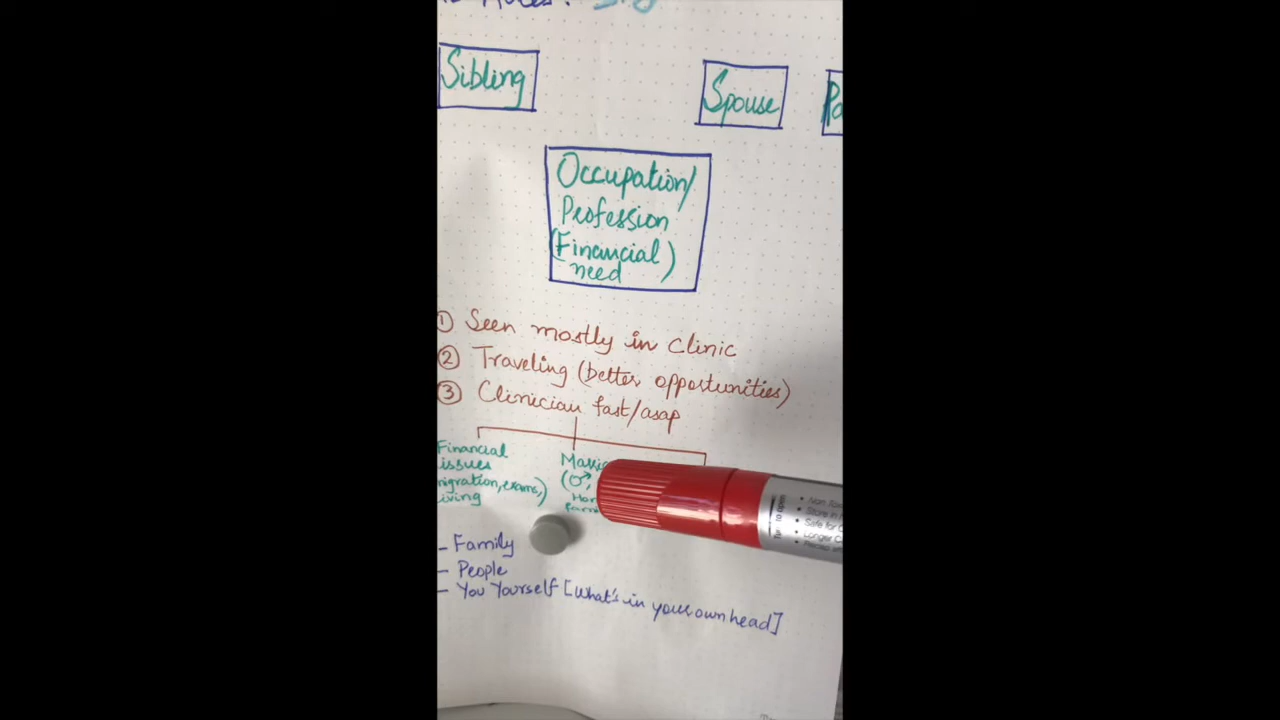 Sibling
Spouse
Occupation/
Profession
(Financial)
need
① Seen mostly in clinic
② Traveling (better opportunities)
③ Clinician fast/asap
Financial
issues
living
(♂
- Family
- People
- You Yourself [What's in your own head]